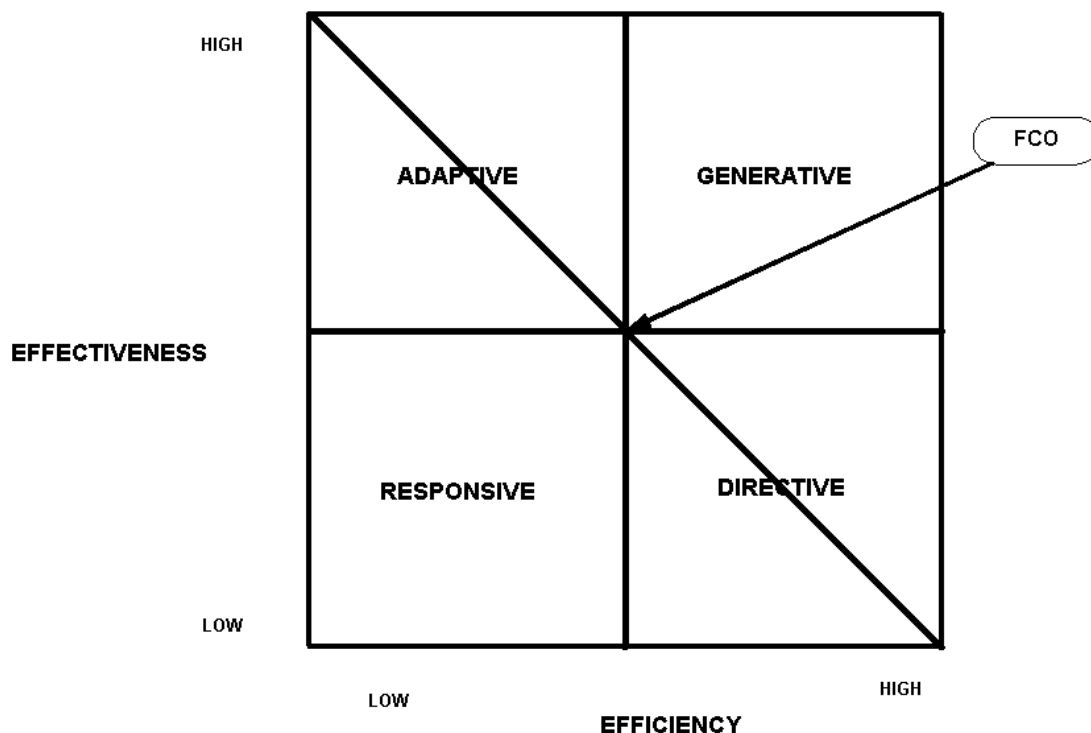 HIGH
FCO
ADAPTIVE
GENERATIVE
EFFECTIVENESS
RESPONSIVE
DIRECTIVE
LOW
LOW
HIGH
EFFICIENCY